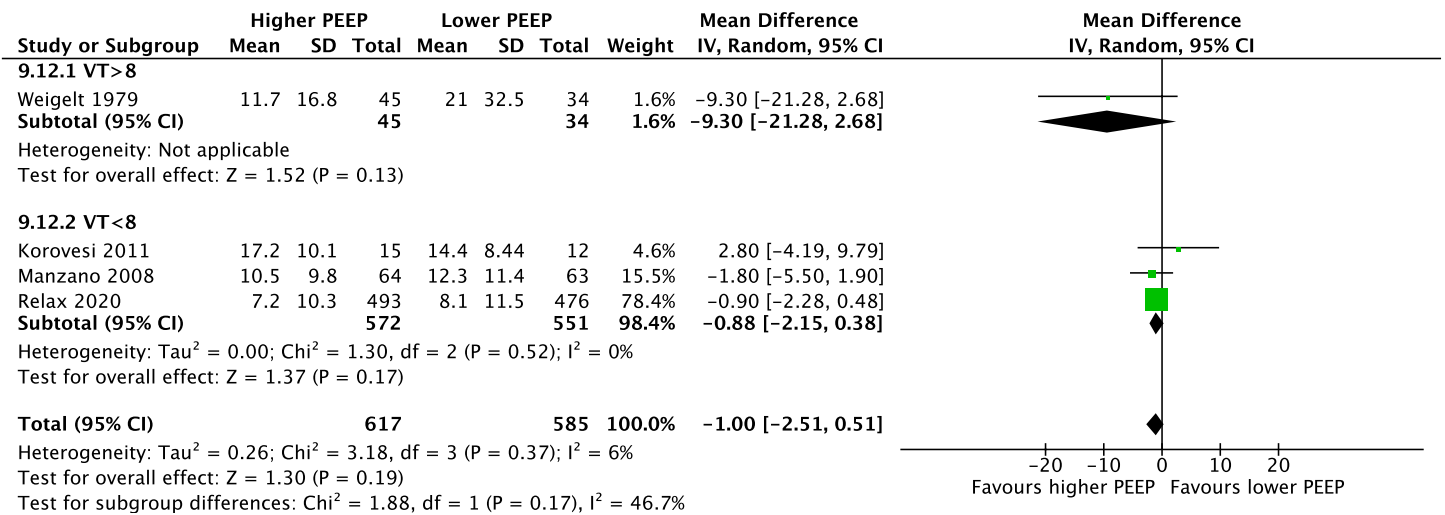 Higher PEEP Lower PEEP Mean Difference Mean Difference
Study or Subgroup Mean SD Total Mean SD Total Weight IV, Random, 95% CI IV, Random, 95% CI
9.12.1 VT>8
Weigelt 1979 11.7 16.8 45 21 32.5 34 1.6% −9.30 [−21.28, 2.68]
Subtotal (95% CI) 45 34 1.6% −9.30 [−21.28, 2.68]
Heterogeneity: Not applicable
Test for overall effect: Z = 1.52 (P = 0.13)
9.12.2 VT<8
Korovesi 2011 17.2 10.1 15 14.4 8.44 12 4.6% 2.80 [−4.19, 9.79]
Manzano 2008 10.5 9.8 64 12.3 11.4 63 15.5% −1.80 [−5.50, 1.90]
Relax 2020 7.2 10.3 493 8.1 11.5 476 78.4% −0.90 [−2.28, 0.48]
Subtotal (95% CI) 572 551 98.4% −0.88 [−2.15, 0.38]
Heterogeneity: Tau² = 0.00; Chi² = 1.30, df = 2 (P = 0.52); I² = 0%
Test for overall effect: Z = 1.37 (P = 0.17)
Total (95% CI) 617 585 100.0% −1.00 [−2.51, 0.51]
Heterogeneity: Tau² = 0.26; Chi² = 3.18, df = 3 (P = 0.37); I² = 6%
Test for overall effect: Z = 1.30 (P = 0.19)
Test for subgroup differences: Chi² = 1.88, df = 1 (P = 0.17), I² = 46.7%
−20 −10 0 10 20
Favours higher PEEP Favours lower PEEP